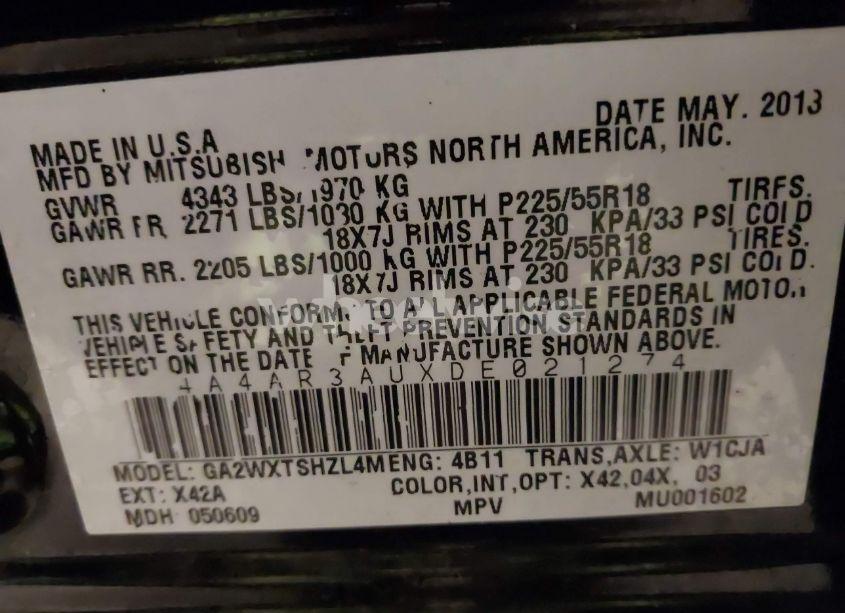 DATE MAY. 2013
MADE IN U.S.A
MFD BY MITSUBISHI MOTORS NORTH AMERICA, INC.
GVWR 4343 LBS/1970 KG
GAWR FR. 2271 LBS/1030 KG WITH P225/55R18 TIRES.
18X7J RIMS AT 230 KPA/33 PSI COLD
GAWR RR. 2205 LBS/1000 KG WITH P225/55R18 TIRES.
18X7J RIMS AT 230 KPA/33 PSI COLD.
THIS VEHICLE CONFORMS TO ALL APPLICABLE FEDERAL MOTOR
VEHICLE SAFETY AND THEFT PREVENTION STANDARDS IN
EFFECT ON THE DATE OF MANUFACTURE SHOWN ABOVE.
4A4AR3AUXDE021274
MODEL: GA2WXTSHZL4M ENG: 4B11 TRANS,AXLE: W1CJA
EXT: X42A COLOR,INT,OPT: X42,04X, 03
MDH 050609 MPV MU001602